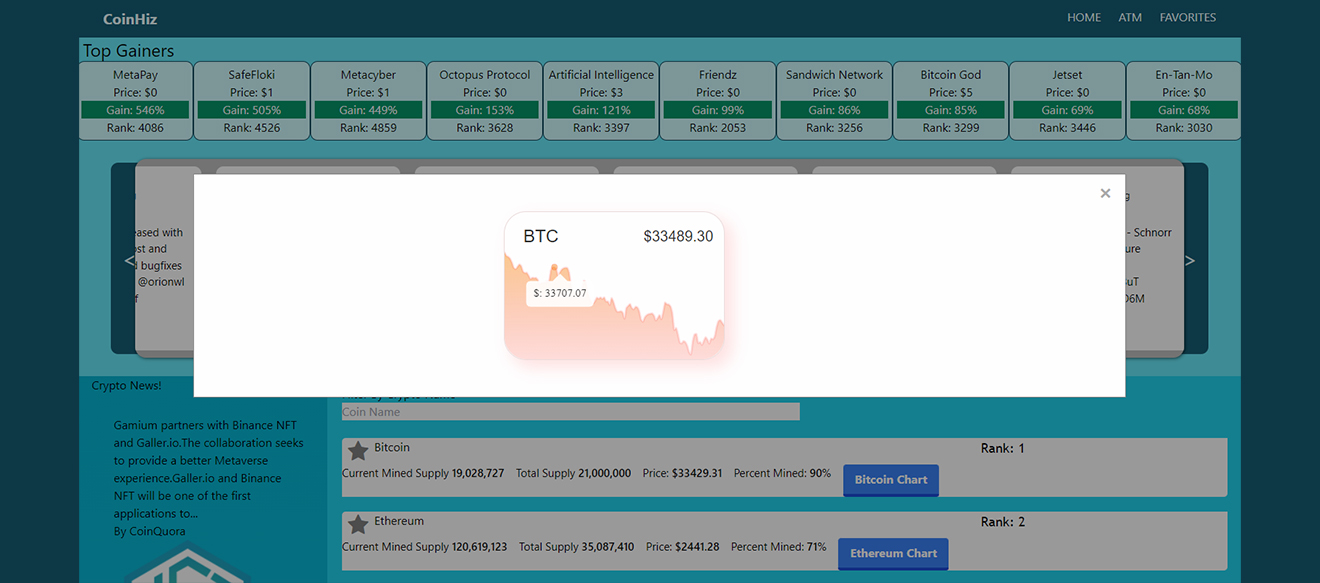 CoinHiz
HOME ATM FAVORITES
Top Gainers
MetaPay
Price: $0
Gain: 546%
Rank: 4086
SafeFloki
Price: $1
Gain: 505%
Rank: 4526
Metacyber
Price: $1
Gain: 449%
Rank: 4859
Octopus Protocol
Price: $0
Gain: 153%
Rank: 3628
Artificial Intelligence
Price: $3
Gain: 121%
Rank: 3397
Friendz
Price: $0
Gain: 99%
Rank: 2053
Sandwich Network
Price: $0
Gain: 86%
Rank: 3256
Bitcoin God
Price: $5
Gain: 85%
Rank: 3299
Jetset
Price: $0
Gain: 69%
Rank: 3446
En-Tan-Mo
Price: $0
Gain: 68%
Rank: 3030
<
with
and
bugfixes
@orionwl
×
BTC $33489.30
$: 33707.07
- Schnorr
>
Crypto News!
Gamium partners with Binance NFT
and Galler.io.The collaboration seeks
to provide a better Metaverse
experience.Galler.io and Binance
NFT will be one of the first
applications to...
By CoinQuora
Coin Name
Bitcoin Rank: 1
Current Mined Supply 19,028,727 Total Supply 21,000,000 Price: $33429.31 Percent Mined: 90% Bitcoin Chart
Ethereum Rank: 2
Current Mined Supply 120,619,123 Total Supply 35,087,410 Price: $2441.28 Percent Mined: 71% Ethereum Chart